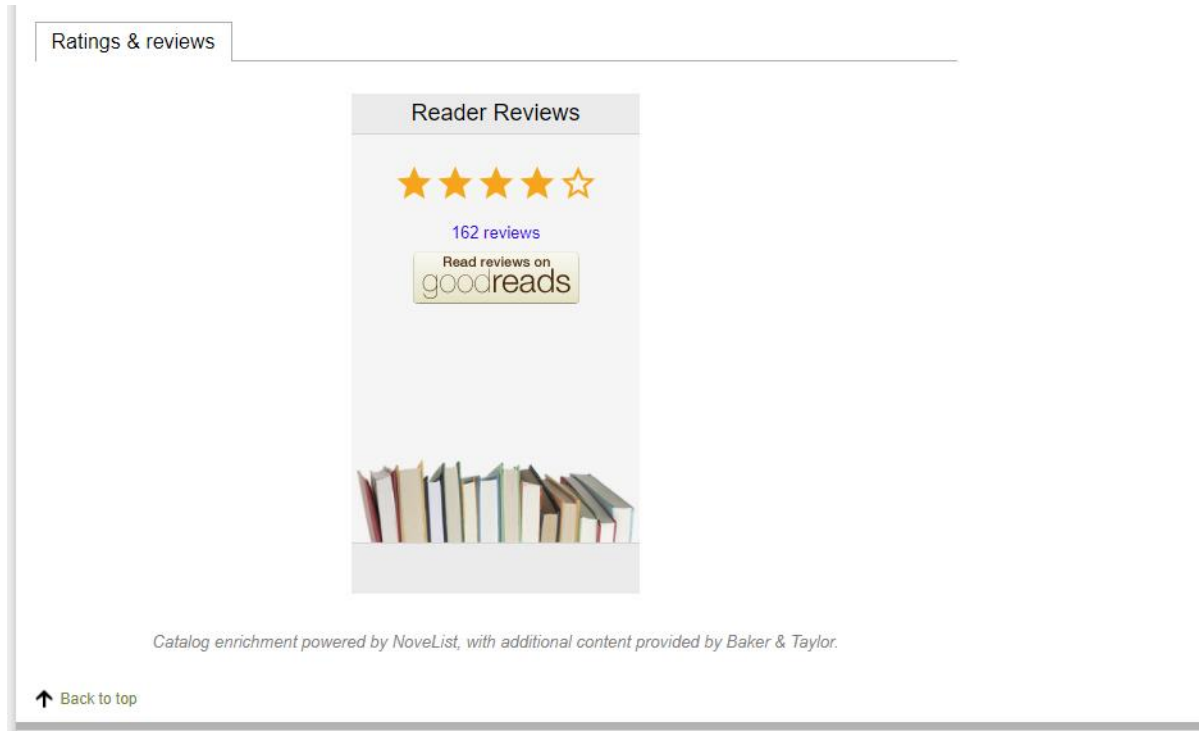 Ratings & reviews
Reader Reviews
162 reviews
Read reviews on
goodreads
Catalog enrichment powered by NoveList, with additional content provided by Baker & Taylor.
Back to top